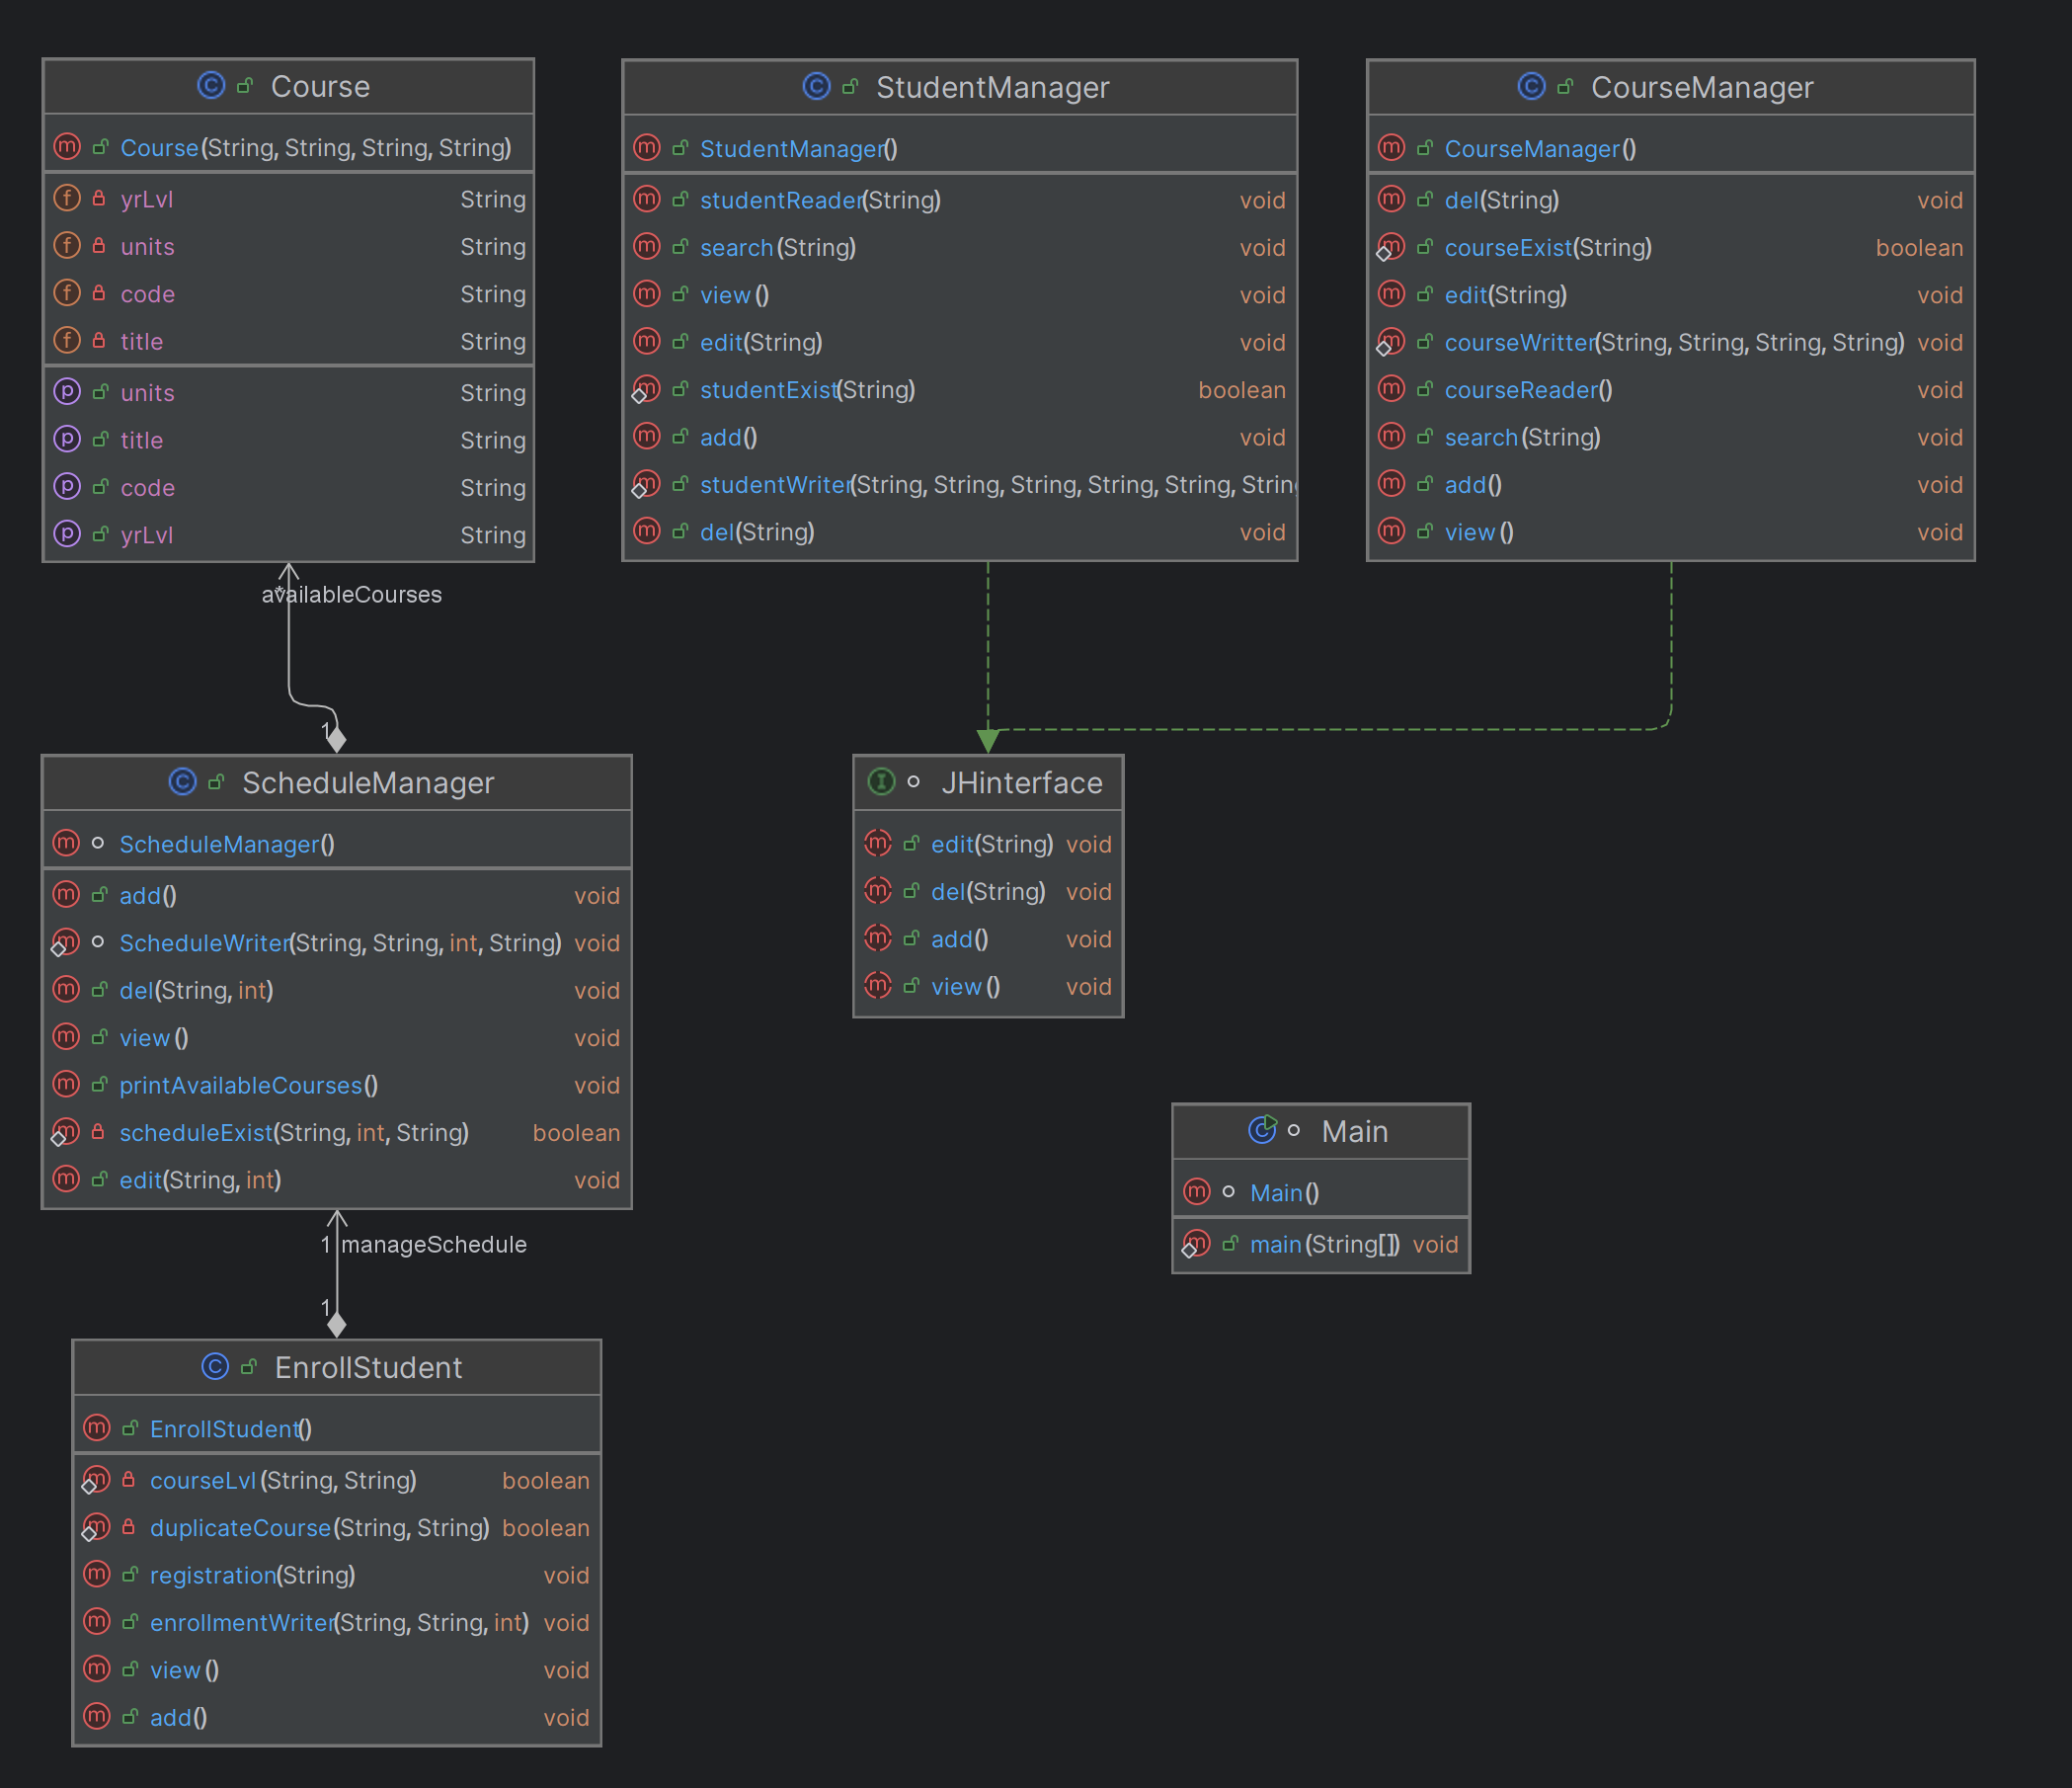 Course
Course(String, String, String, String)
yrLvl String
units String
code String
title String
units String
title String
code String
yrLvl String
StudentManager
StudentManager()
studentReader(String) void
search(String) void
view() void
edit(String) void
studentExist(String) boolean
add() void
studentWriter(String, String, String, String, String, String
del(String) void
CourseManager
CourseManager()
del(String) void
courseExist(String) boolean
edit(String) void
courseWritter(String, String, String, String) void
courseReader() void
search(String) void
add() void
view() void
*
availableCourses
1
ScheduleManager
ScheduleManager()
add() void
ScheduleWriter(String, String, int, String) void
del(String, int) void
view() void
printAvailableCourses() void
scheduleExist(String, int, String) boolean
edit(String, int) void
JHinterface
edit(String) void
del(String) void
add() void
view() void
Main
Main()
main(String[]) void
1 manageSchedule
1
EnrollStudent
EnrollStudent()
courseLvl(String, String) boolean
duplicateCourse(String, String) boolean
registration(String) void
enrollmentWriter(String, String, int) void
view() void
add() void